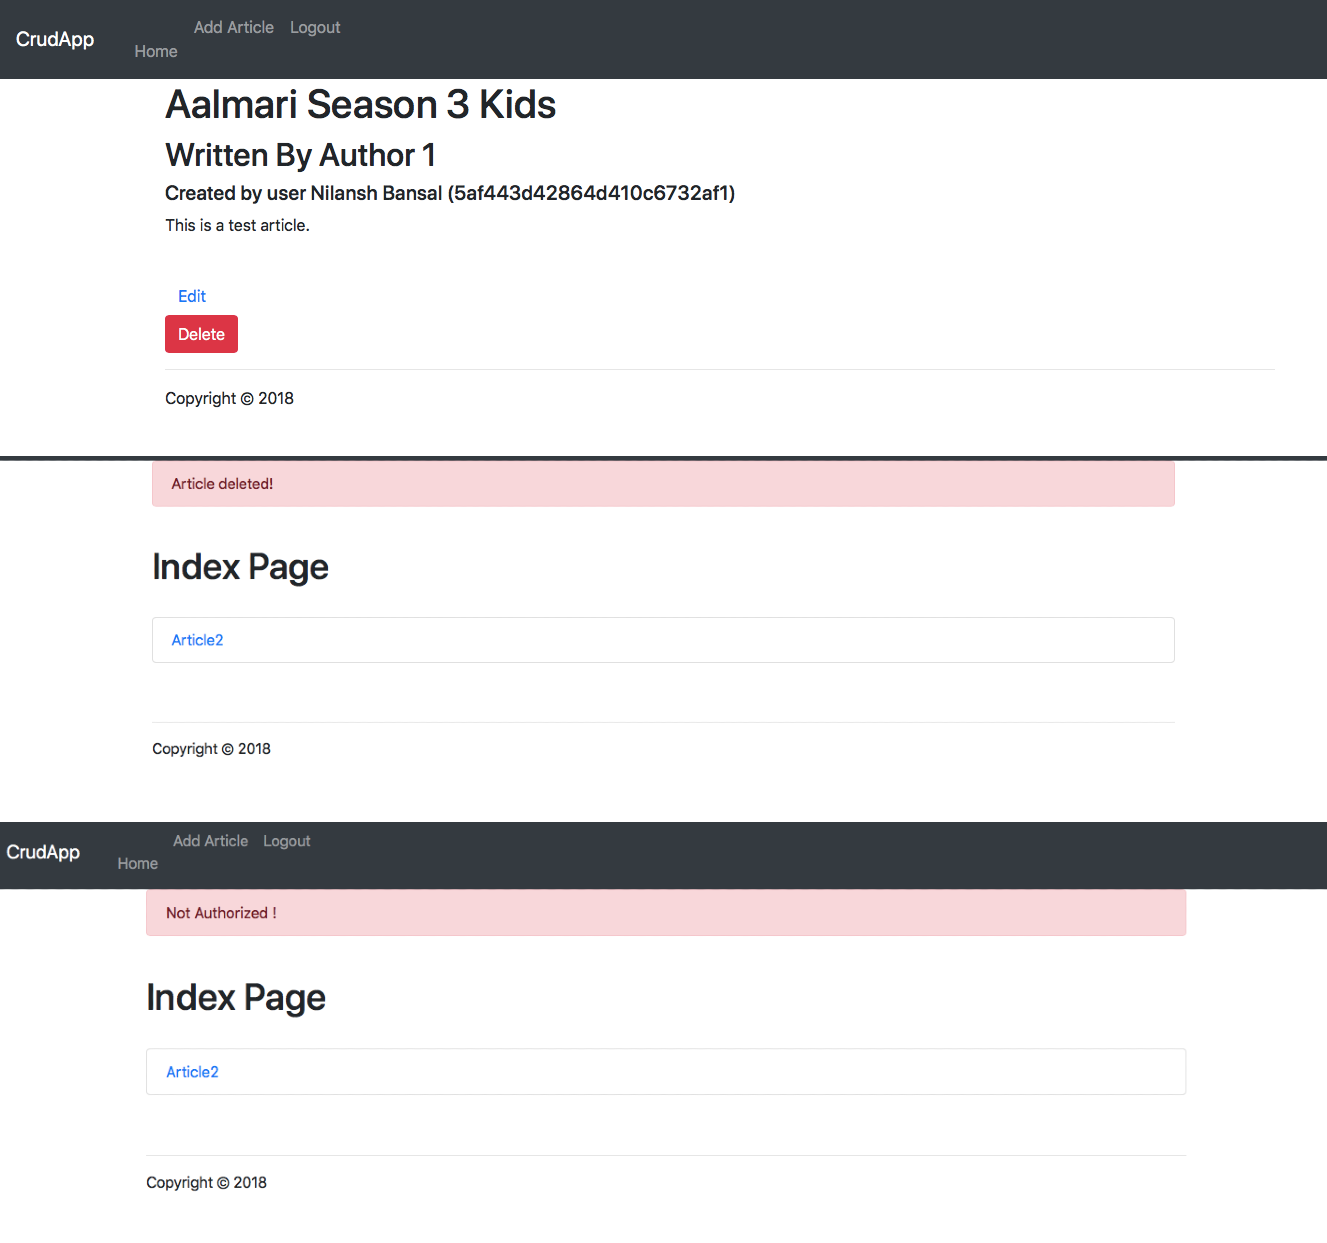 CrudApp
Home
Add Article Logout
Aalmari Season 3 Kids
Written By Author 1
Created by user Nilansh Bansal (5af443d42864d410c6732af1)
This is a test article.
Edit
Delete
Copyright © 2018
Article deleted!
Index Page
Article2
Copyright © 2018
CrudApp
Home
Add Article Logout
Not Authorized !
Index Page
Article2
Copyright © 2018